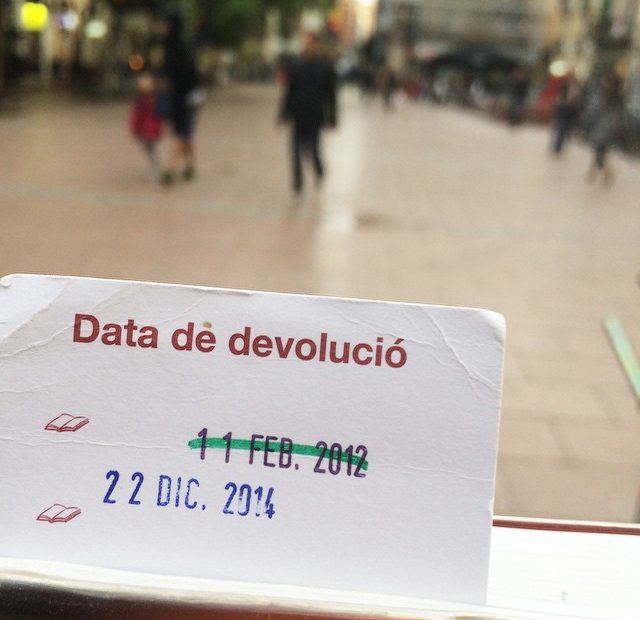 Data de devolució
11 FEB. 2012
22 DIC. 2014